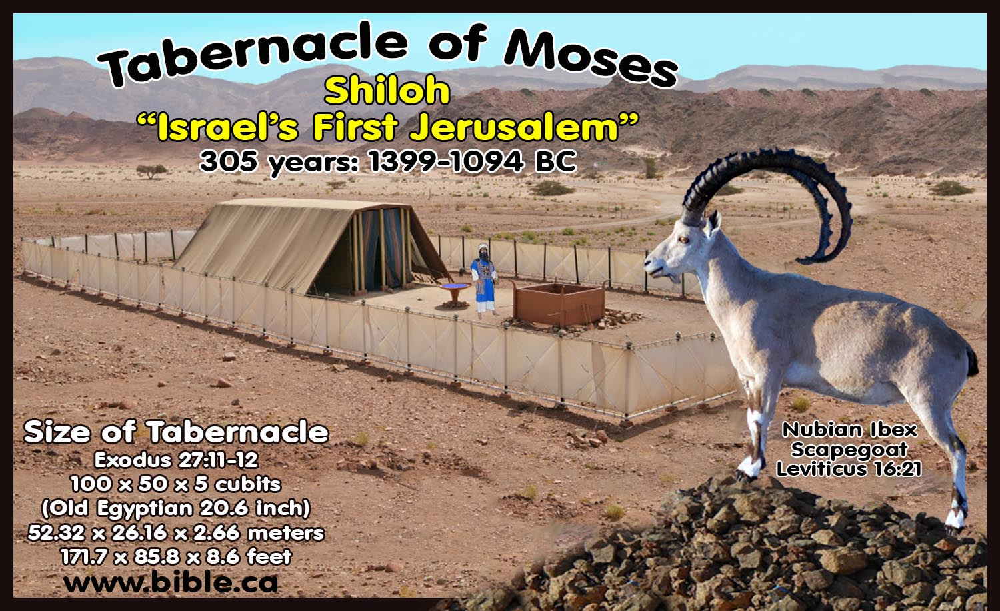 Tabernacle of Moses
Shiloh
“Israel’s First Jerusalem”
305 years: 1399-1094 BC
Size of Tabernacle
Exodus 27:11-12
100 x 50 x 5 cubits
(Old Egyptian 20.6 inch)
52.32 x 26.16 x 2.66 meters
171.7 x 85.8 x 8.6 feet
www.bible.ca
Nubian Ibex
Scapegoat
Leviticus 16:21